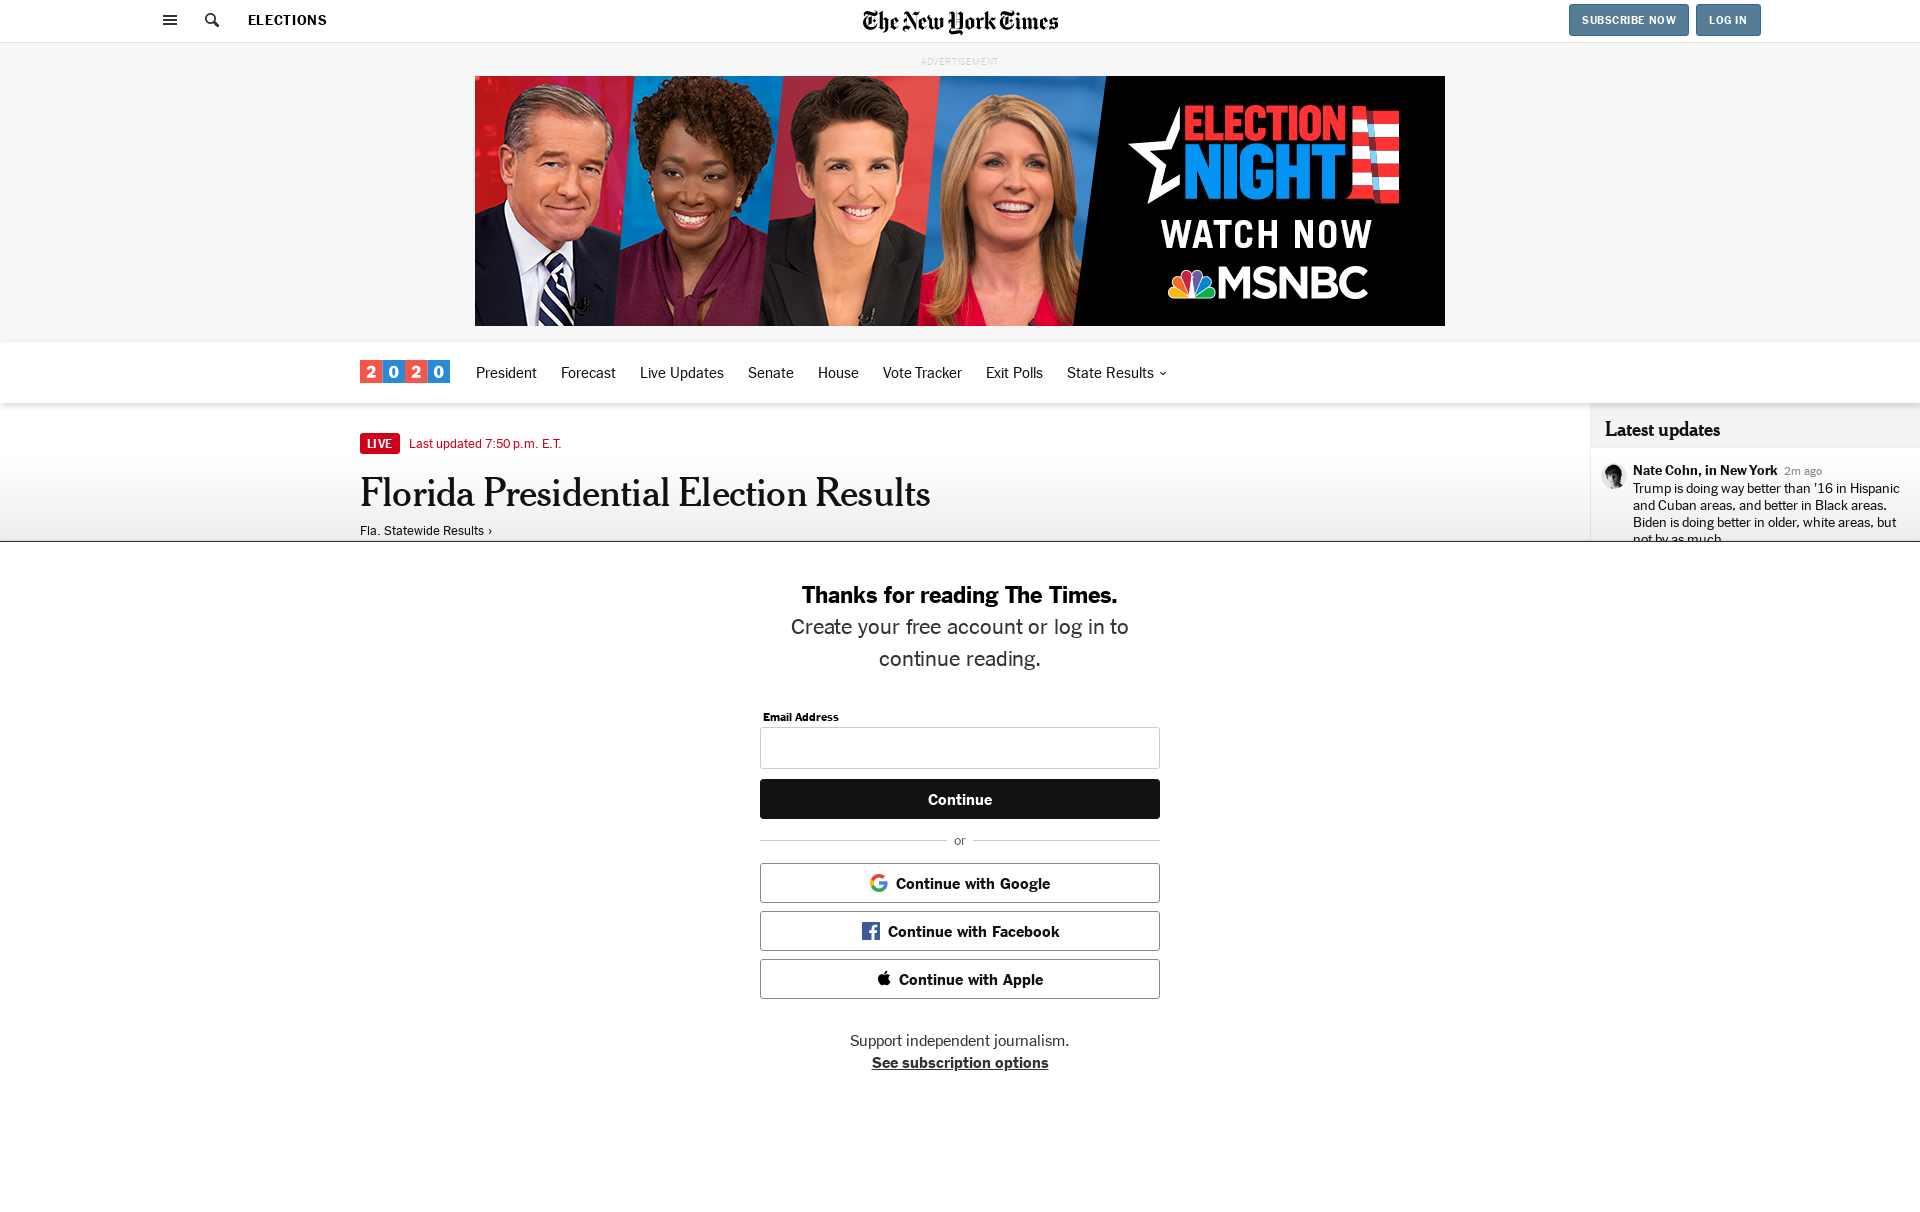 ELECTIONS
The New York Times
SUBSCRIBE NOW
LOG IN
ADVERTISEMENT
ELECTION
NIGHT
WATCH NOW
MSNBC
2020
President
Forecast
Live Updates
Senate
House
Vote Tracker
Exit Polls
State Results
LIVE
Last updated 7:50 p.m. E.T.
Florida Presidential Election Results
Fla. Statewide Results ›
Latest updates
Nate Cohn, in New York 2m ago
Trump is doing way better than '16 in Hispanic
and Cuban areas, and better in Black areas.
Biden is doing better in older, white areas, but
not by as much
Thanks for reading The Times.
Create your free account or log in to
continue reading.
Email Address
Continue
or
Continue with Google
Continue with Facebook
Continue with Apple
Support independent journalism.
See subscription options